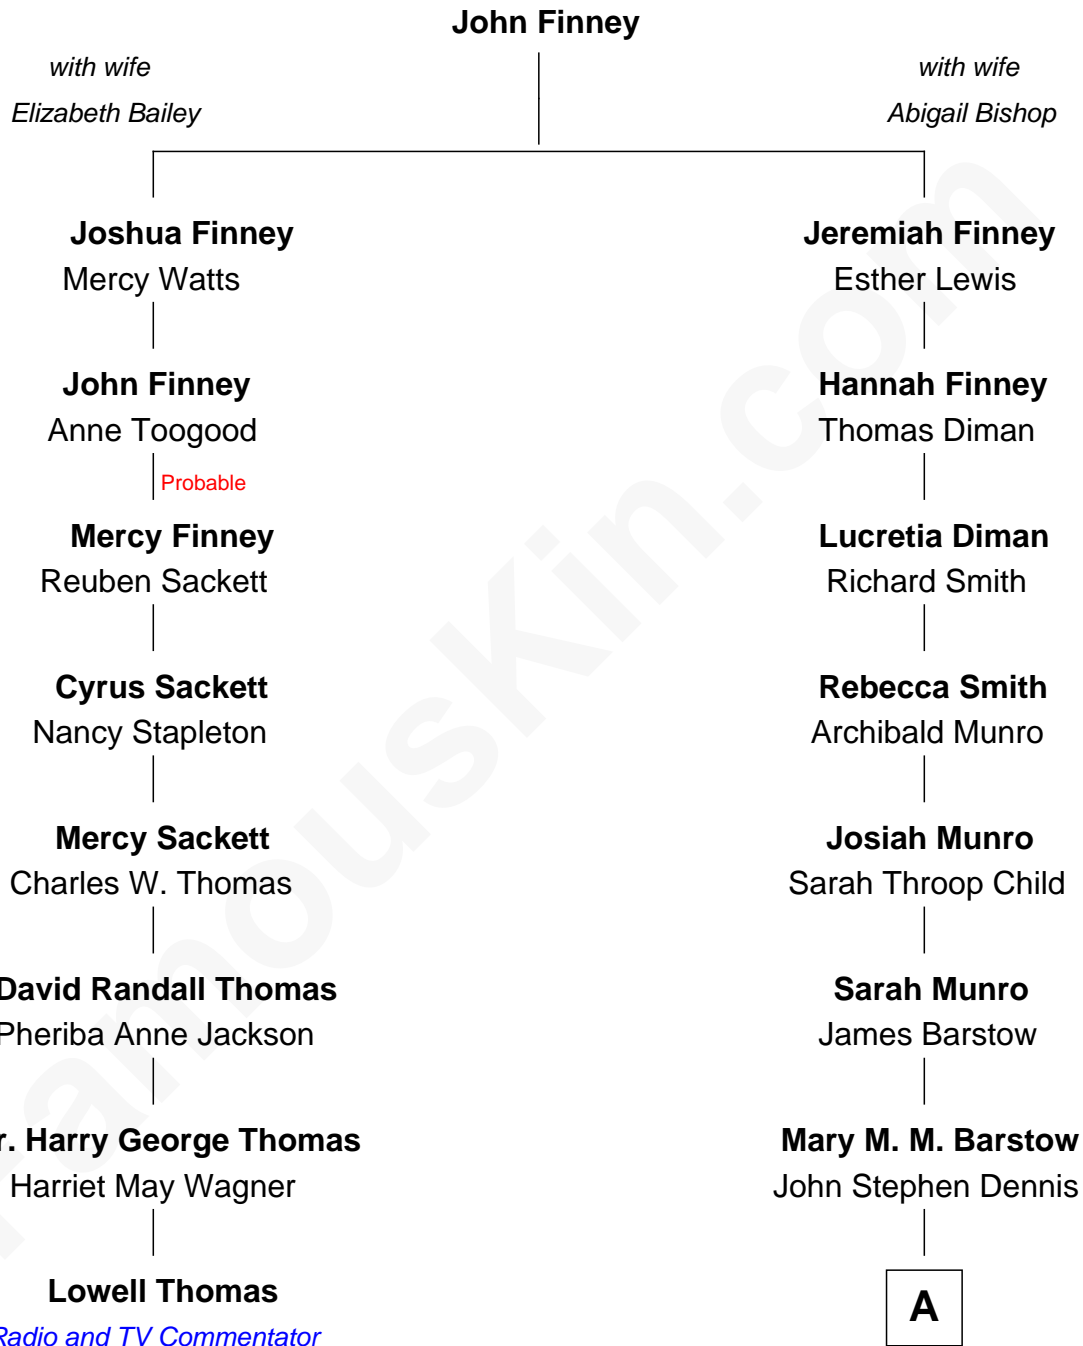 John Finney
with wife
Elizabeth Bailey
with wife
Abigail Bishop
Joshua Finney
Mercy Watts
Jeremiah Finney
Esther Lewis
John Finney
Anne Toogood
Hannah Finney
Thomas Diman
Probable
Mercy Finney
Reuben Sackett
Lucretia Diman
Richard Smith
Cyrus Sackett
Nancy Stapleton
Rebecca Smith
Archibald Munro
Mercy Sackett
Charles W. Thomas
Josiah Munro
Sarah Throop Child
David Randall Thomas
Pheriba Anne Jackson
Sarah Munro
James Barstow
r. Harry George Thomas
Harriet May Wagner
Mary M. M. Barstow
John Stephen Dennis
Lowell Thomas
Radio and TV Commentator
A
FamousKin.com